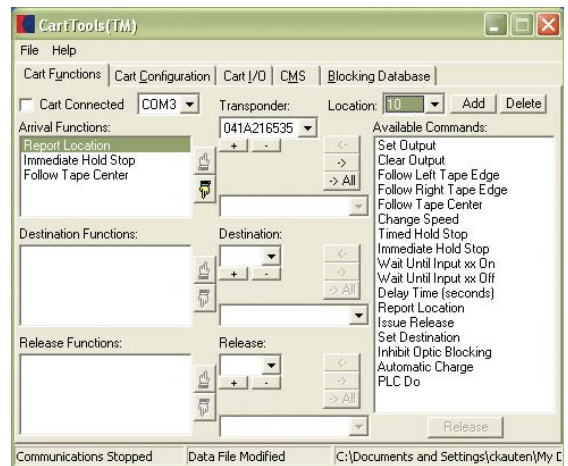 CartTools(TM)
File Help
Cart Functions Cart Configuration Cart I/O CMS Blocking Database
Cart Connected COM3 Transponder: Location: 10 Add Delete
Arrival Functions: 041A216535 Available Commands:
Report Location + - <- Set Output
Immediate Hold Stop -> Clear Output
Follow Tape Center -> All Follow Left Tape Edge
Follow Right Tape Edge
Follow Tape Center
Change Speed
Destination Functions: Destination: Timed Hold Stop
Immediate Hold Stop
<- Wait Until Input xx On
+ - -> Wait Until Input xx Off
-> All Delay Time (seconds)
Report Location
Issue Release
Release Functions: Release: Set Destination
Inhibit Optic Blocking
<- Automatic Charge
+ - -> PLC Do
-> All
Release
Communications Stopped Data File Modified C:\Documents and Settings\ckauten\My D